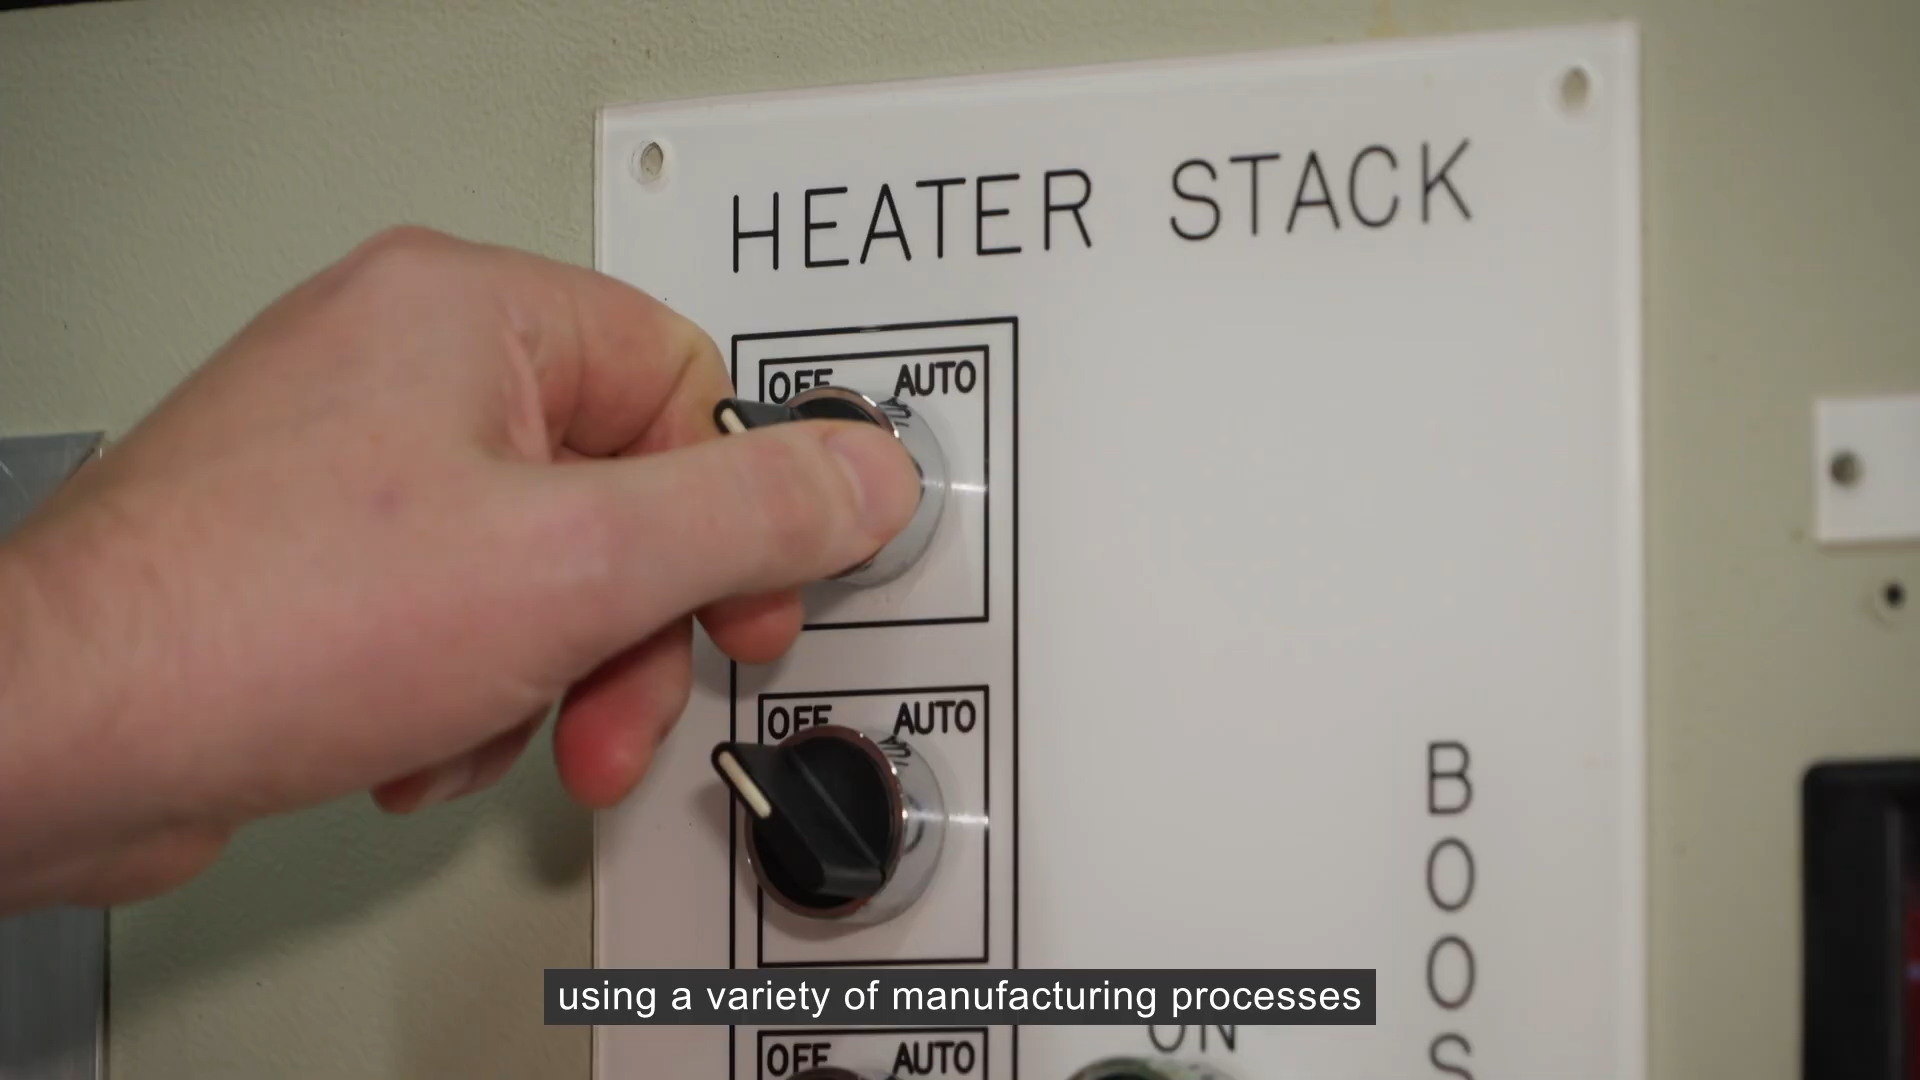 HEATER STACK
OFF AUTO
OFF AUTO
B
O
O
S
using a variety of manufacturing processes
ON
OFF AUTO